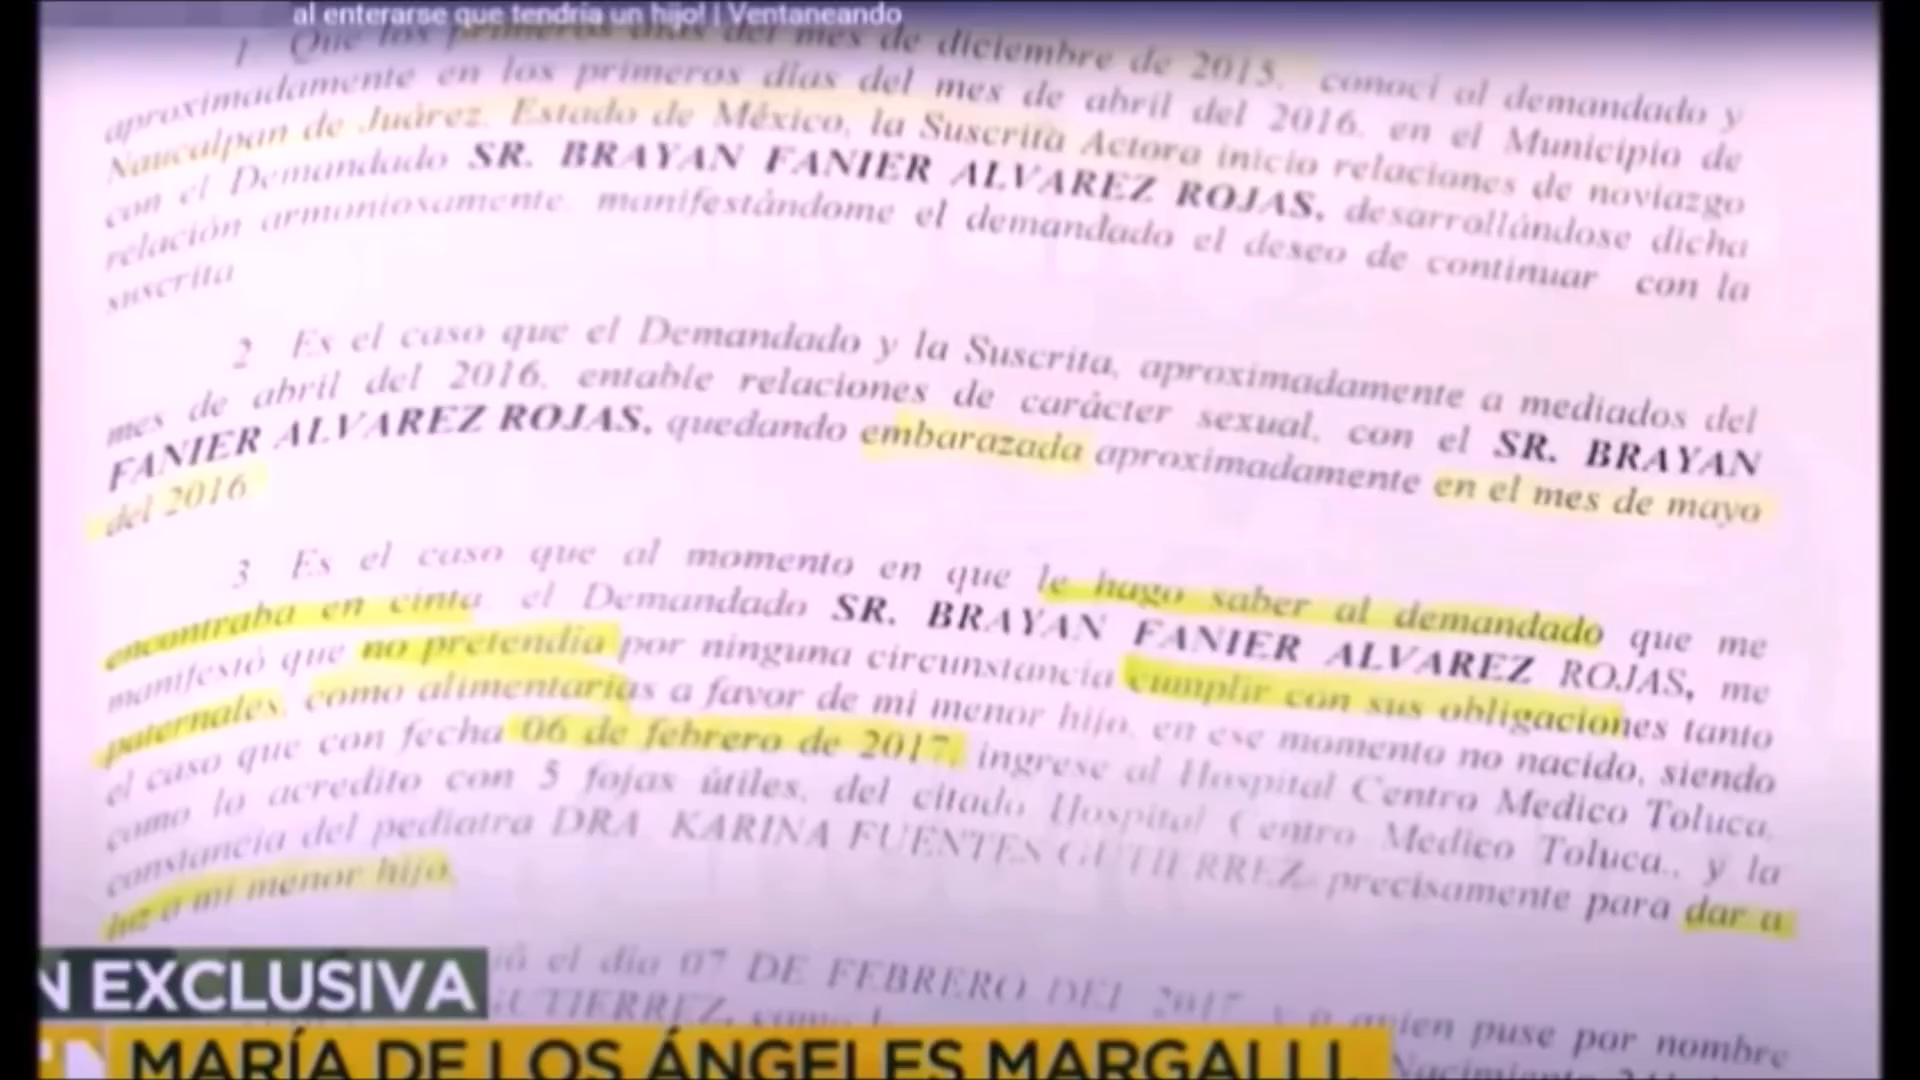 al enterarse que tendría un hijo! | Ventaneando
1. Que los primeros días del mes de diciembre de 2015, conocí al demandado y
aproximadamente en los primeros días del mes de abril del 2016, en el Municipio de
Naucalpan de Juárez, Estado de México, la Suscrita Actora inicio relaciones de noviazgo
con el Demandado SR. BRAYAN FANIER ALVAREZ ROJAS, desarrollándose dicha
relación armoniosamente, manifestándome el demandado el deseo de continuar con la
suscrita
2 Es el caso que el Demandado y la Suscrita, aproximadamente a mediados del
mes de abril del 2016, entable relaciones de carácter sexual, con el SR. BRAYAN
FANIER ALVAREZ ROJAS, quedando embarazada aproximadamente en el mes de mayo
del 2016
3 Es el caso que al momento en que le hago saber al demandado que me
encontraba en cinta, el Demandado SR. BRAYAN FANIER ALVAREZ ROJAS, me
manifestó que no pretendía por ninguna circunstancia cumplir con sus obligaciones tanto
paternales, como alimentarias a favor de mi menor hijo, en ese momento no nacido, siendo
el caso que con fecha 06 de febrero de 2017, ingrese al Hospital Centro Medico Toluca,
como lo acredito con 5 fojas útiles, del citado Hospital Centro Medico Toluca., y la
constancia del pediatra DRA. KARINA FUENTES GUTIERREZ, precisamente para dar a
luz a mi menor hijo.
el día 07 DE FEBRERO DEL 2017 y a quien puse por nombre
GUTIERREZ, como
Nacimiento
N EXCLUSIVA
MARÍA DE LOS ÁNGELES MARGALLI,